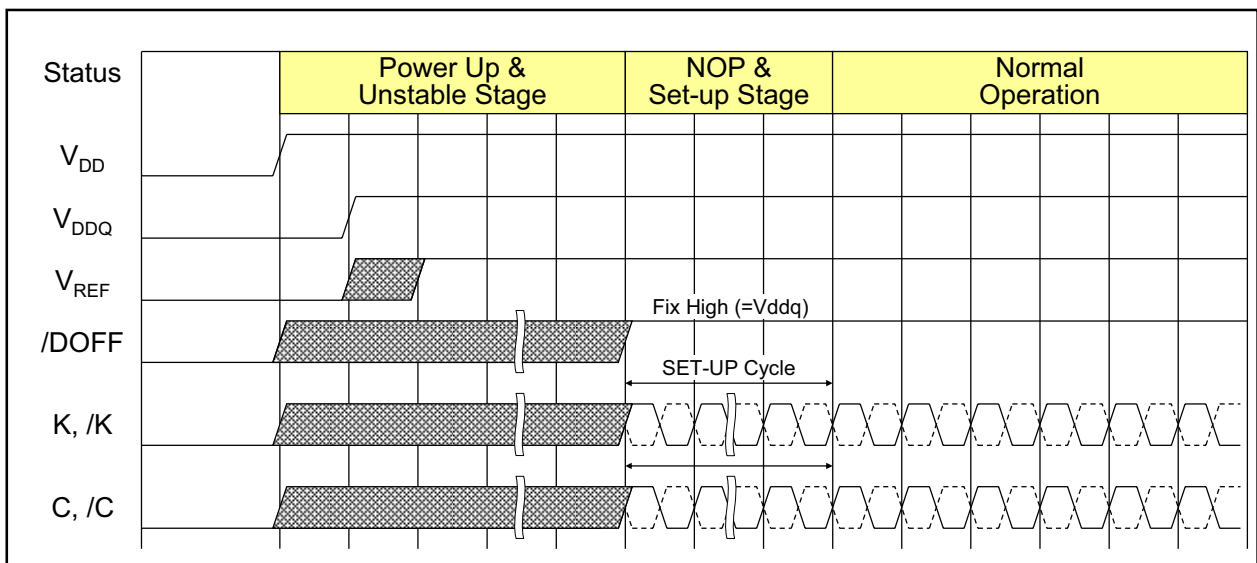 Status
Power Up &
Unstable Stage
NOP &
Set-up Stage
Normal
Operation
VDD
VDDQ
VREF
Fix High (=Vddq)
/DOFF
SET-UP Cycle
K, /K
C, /C